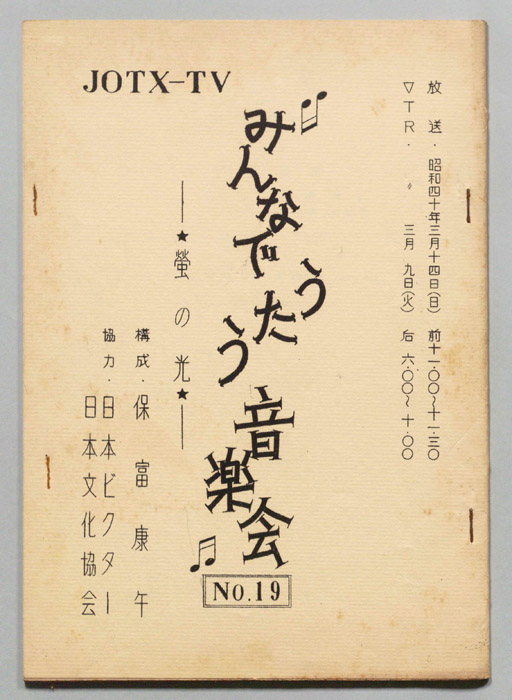 JOTX-TV
放送・昭和四十年三月十四日(日) 前十一・〇〇~十一・三〇
VTR・〃 三月 九日(火) 后 六・〇〇~十・〇〇
みんなでうたう音楽会
No.19
―★螢の光★―
構成・保富康午
協力・日本ビクター
日本文化協会